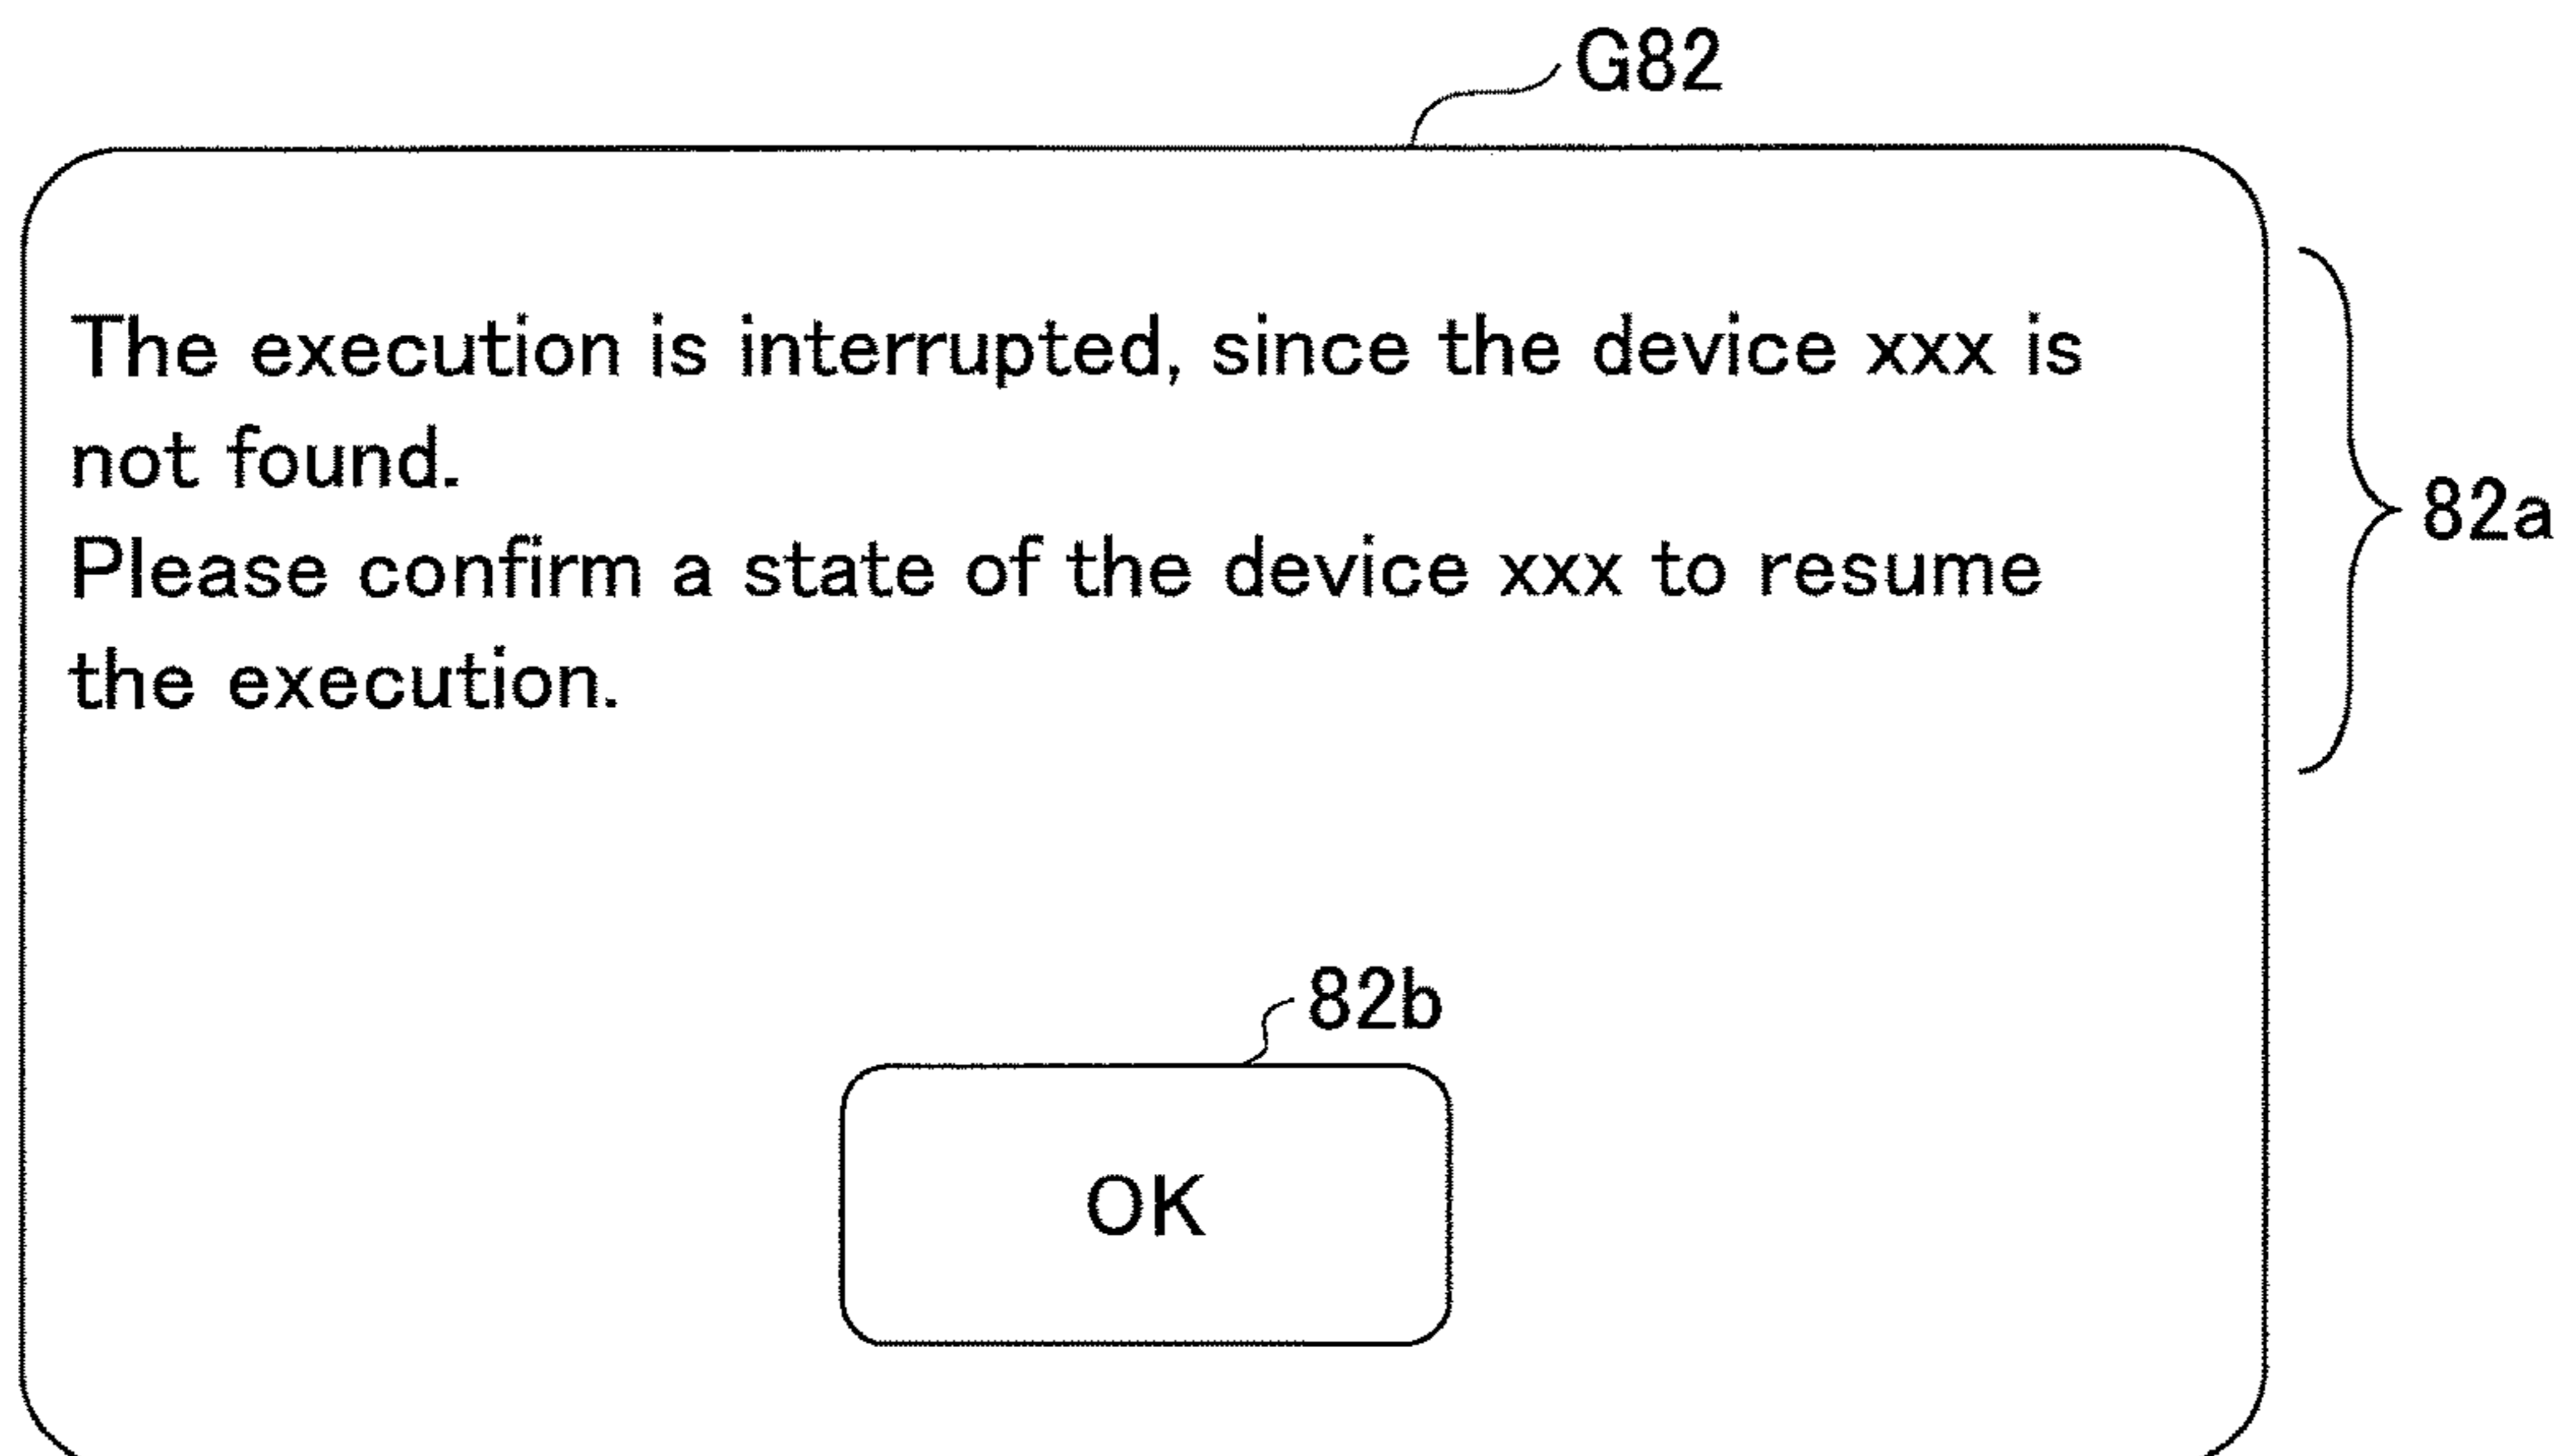 G82
The execution is interrupted, since the device xxx is
not found.
Please confirm a state of the device xxx to resume
the execution.
82a
82b
OK